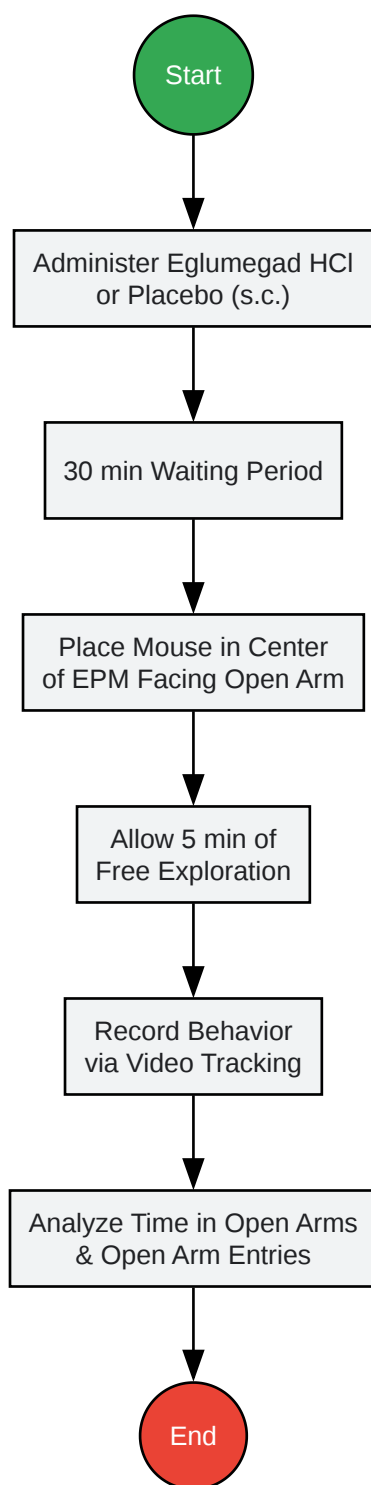 Start
Administer Eglumegad HCl
or Placebo (s.c.)
30 min Waiting Period
Place Mouse in Center
of EPM Facing Open Arm
Allow 5 min of
Free Exploration
Record Behavior
via Video Tracking
Analyze Time in Open Arms
& Open Arm Entries
End